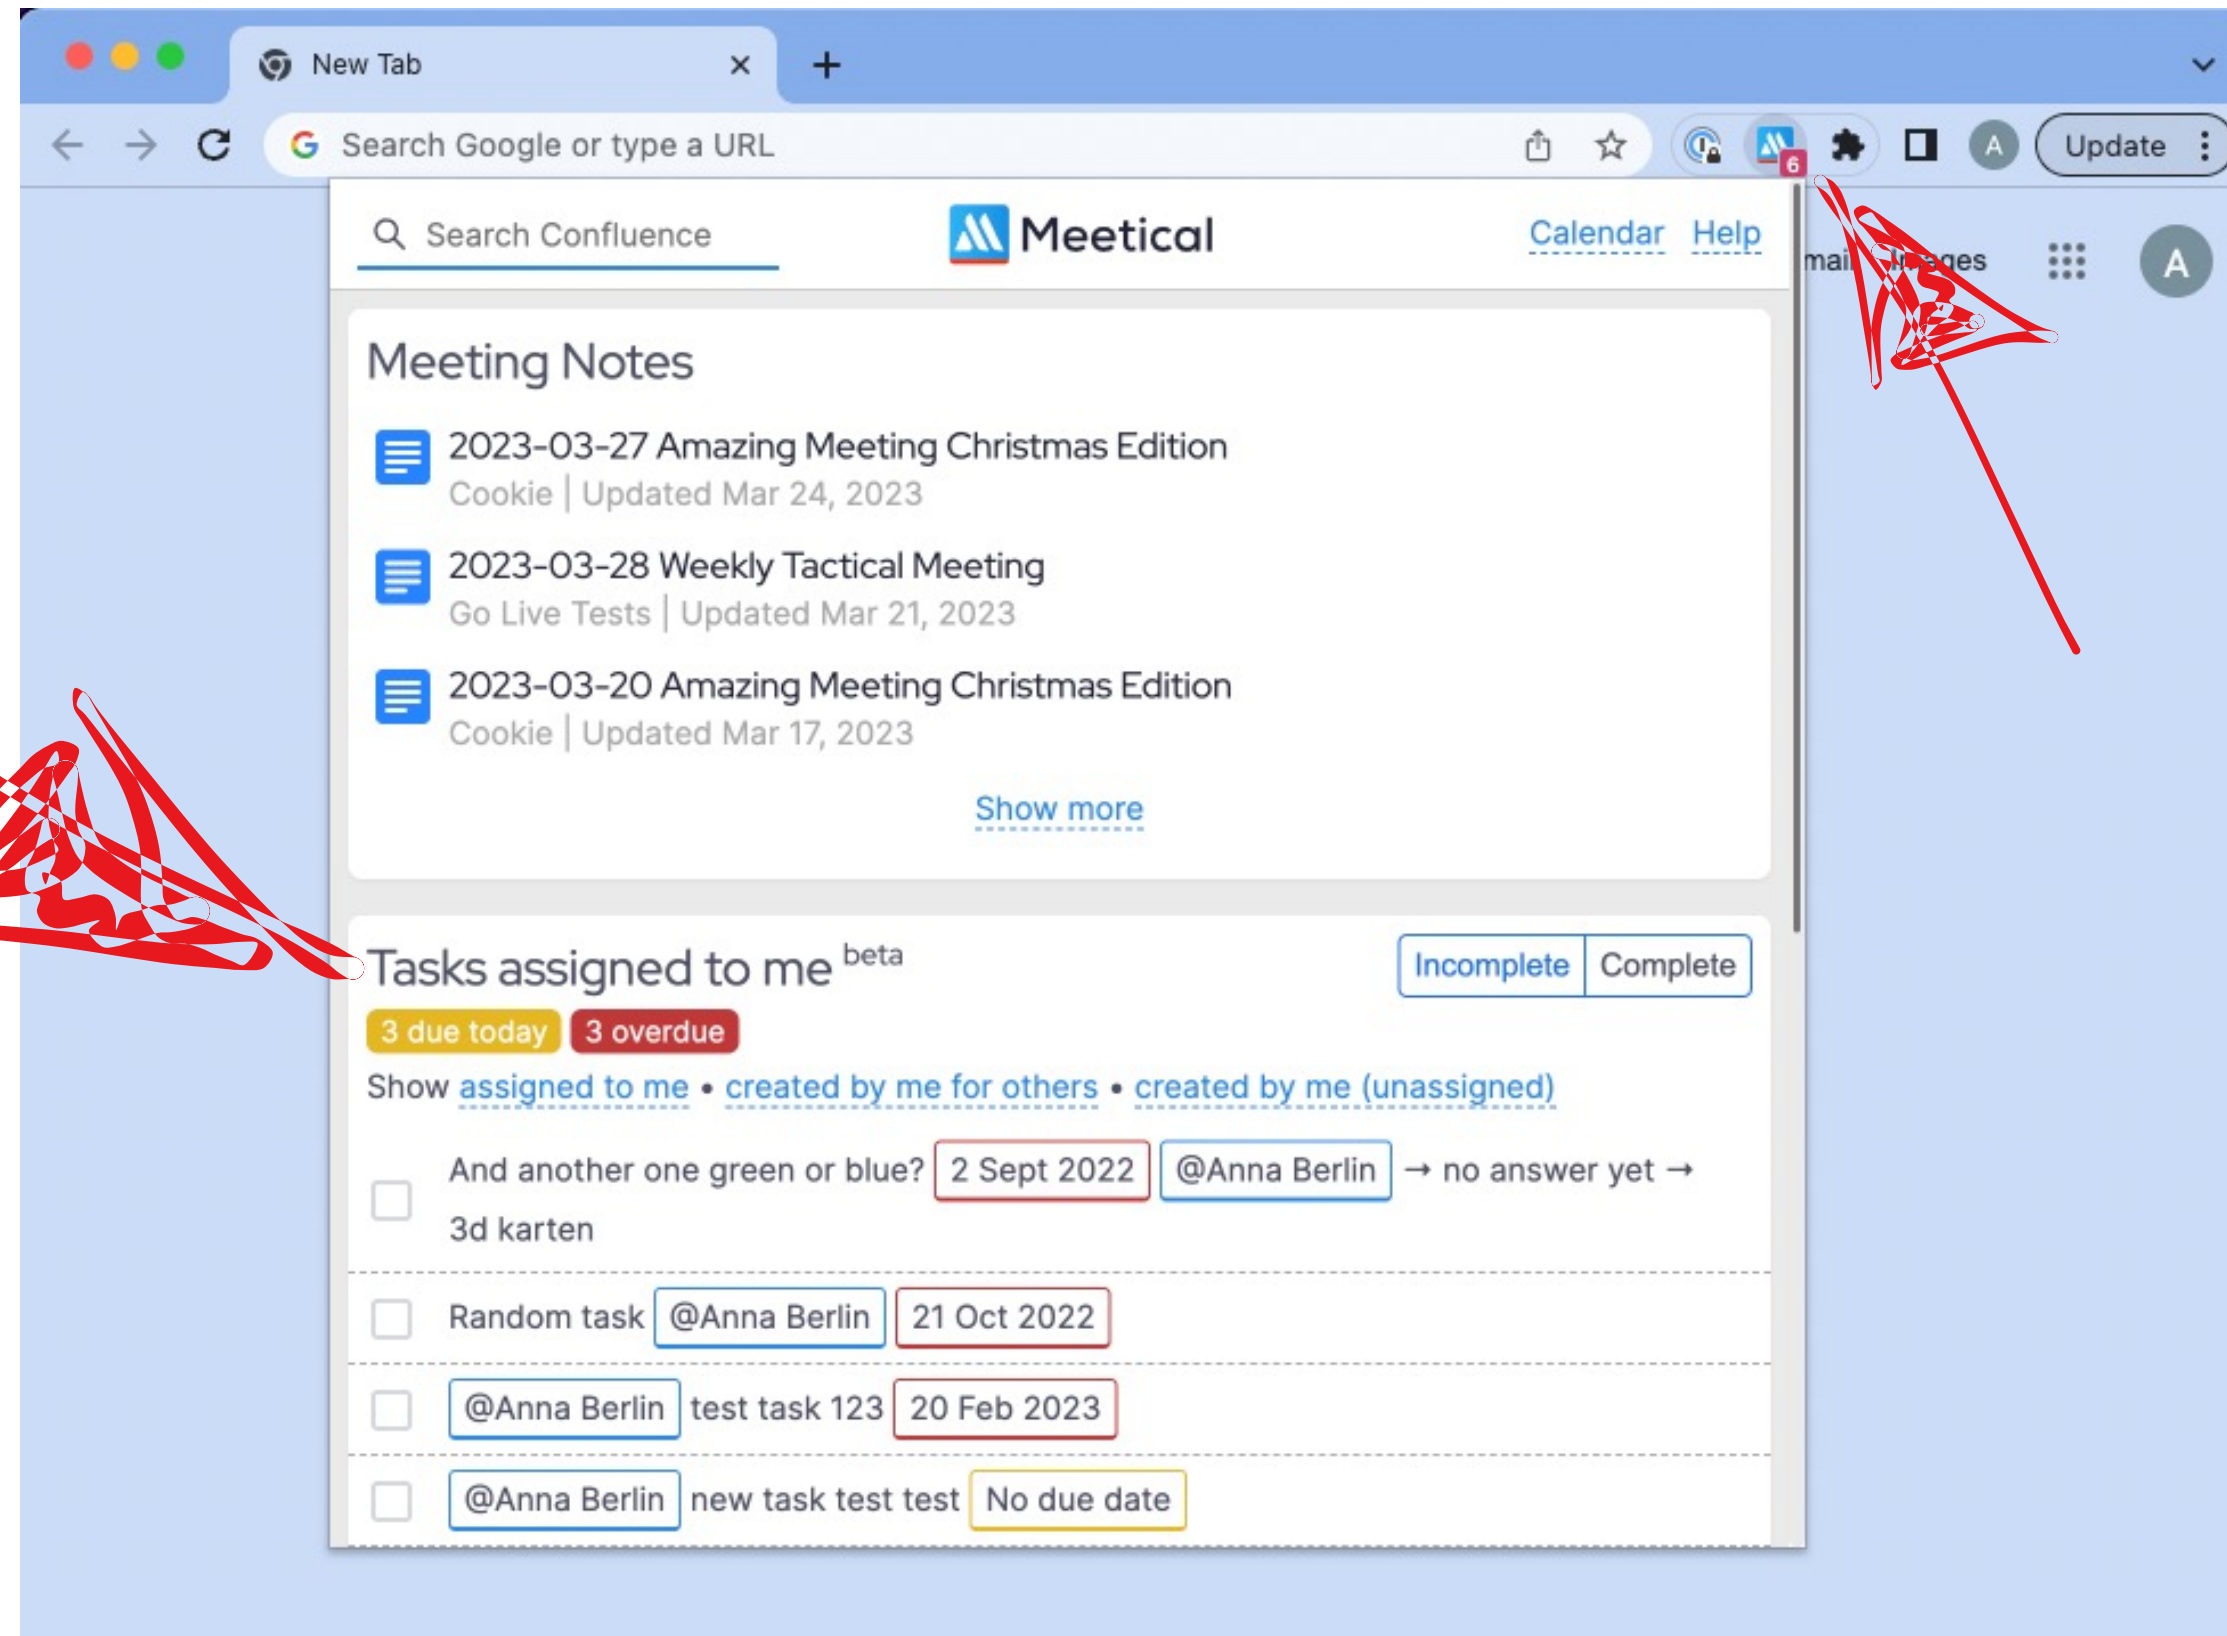 New Tab
Search Google or type a URL
6
A
Update
Search Confluence
Meetical
Calendar Help
A
Meeting Notes
2023-03-27 Amazing Meeting Christmas Edition
Cookie | Updated Mar 24, 2023
2023-03-28 Weekly Tactical Meeting
Go Live Tests | Updated Mar 21, 2023
2023-03-20 Amazing Meeting Christmas Edition
Cookie | Updated Mar 17, 2023
Show more
Tasks assigned to me beta
Incomplete Complete
3 due today 3 overdue
Show assigned to me • created by me for others • created by me (unassigned)
And another one green or blue? 2 Sept 2022 @Anna Berlin → no answer yet →
3d karten
Random task @Anna Berlin 21 Oct 2022
@Anna Berlin test task 123 20 Feb 2023
@Anna Berlin new task test test No due date